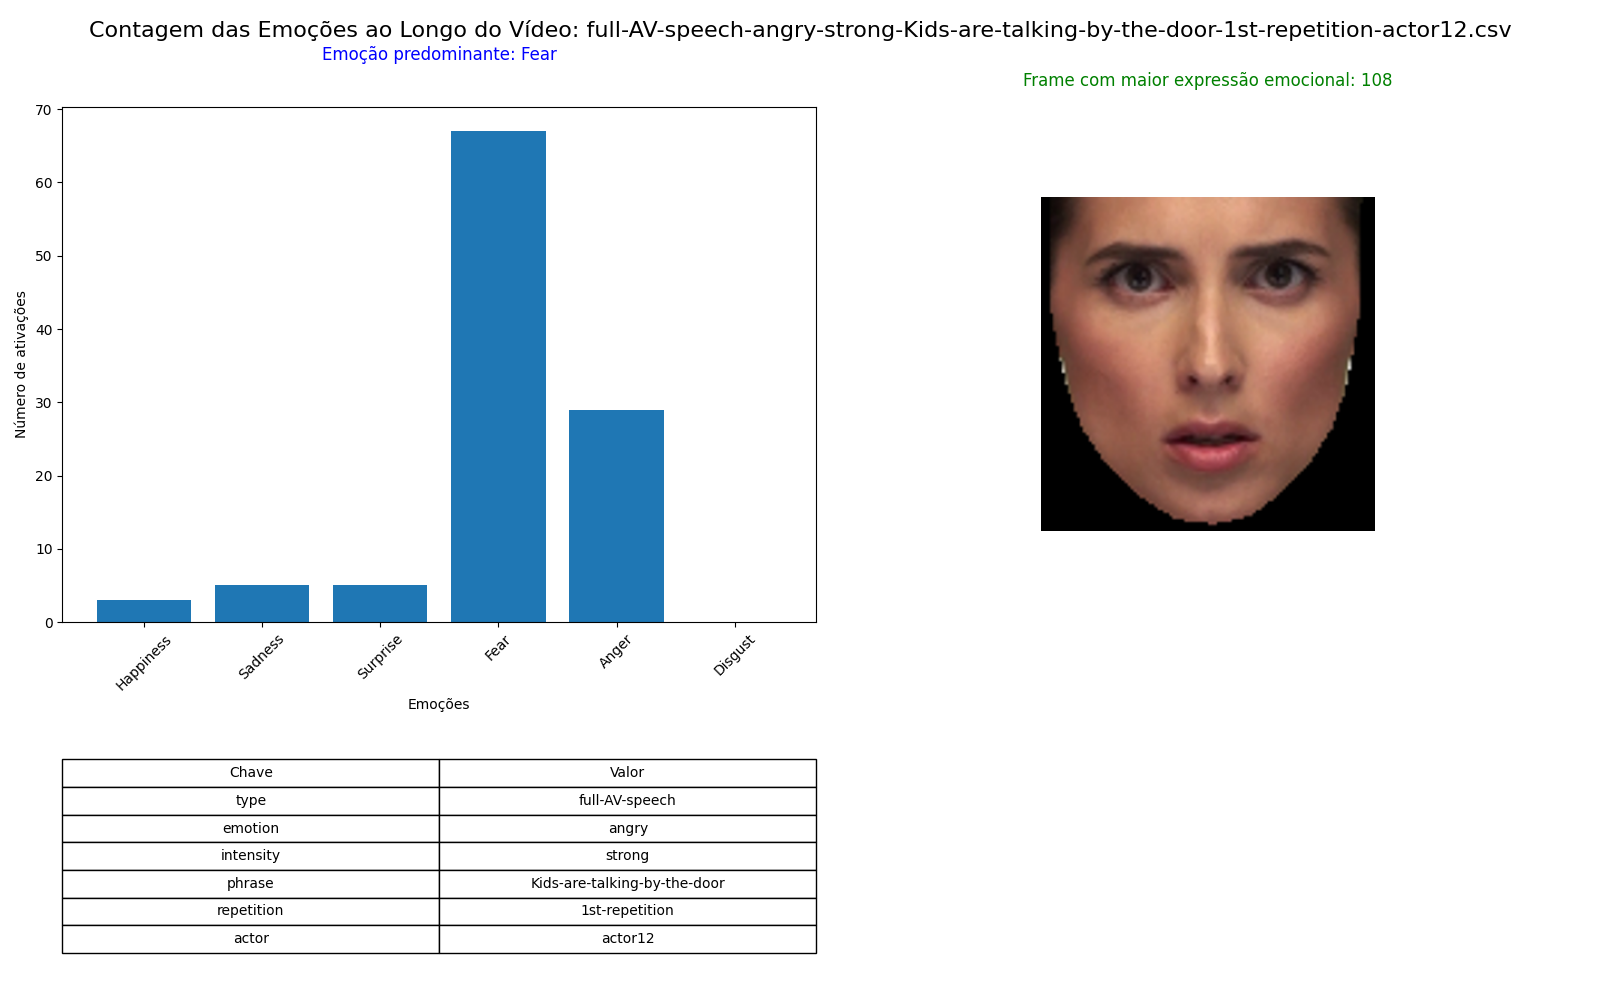 Contagem das Emoções ao Longo do Vídeo: full-AV-speech-angry-strong-Kids-are-talking-by-the-door-1st-repetition-actor12.csv
Emoção predominante: Fear
Frame com maior expressão emocional: 108
70
60
50
40
30
20
10
0
Número de ativações
Happiness
Sadness
Surprise
Fear
Anger
Disgust
Emoções
Chave Valor
type full-AV-speech
emotion angry
intensity strong
phrase Kids-are-talking-by-the-door
repetition 1st-repetition
actor actor12